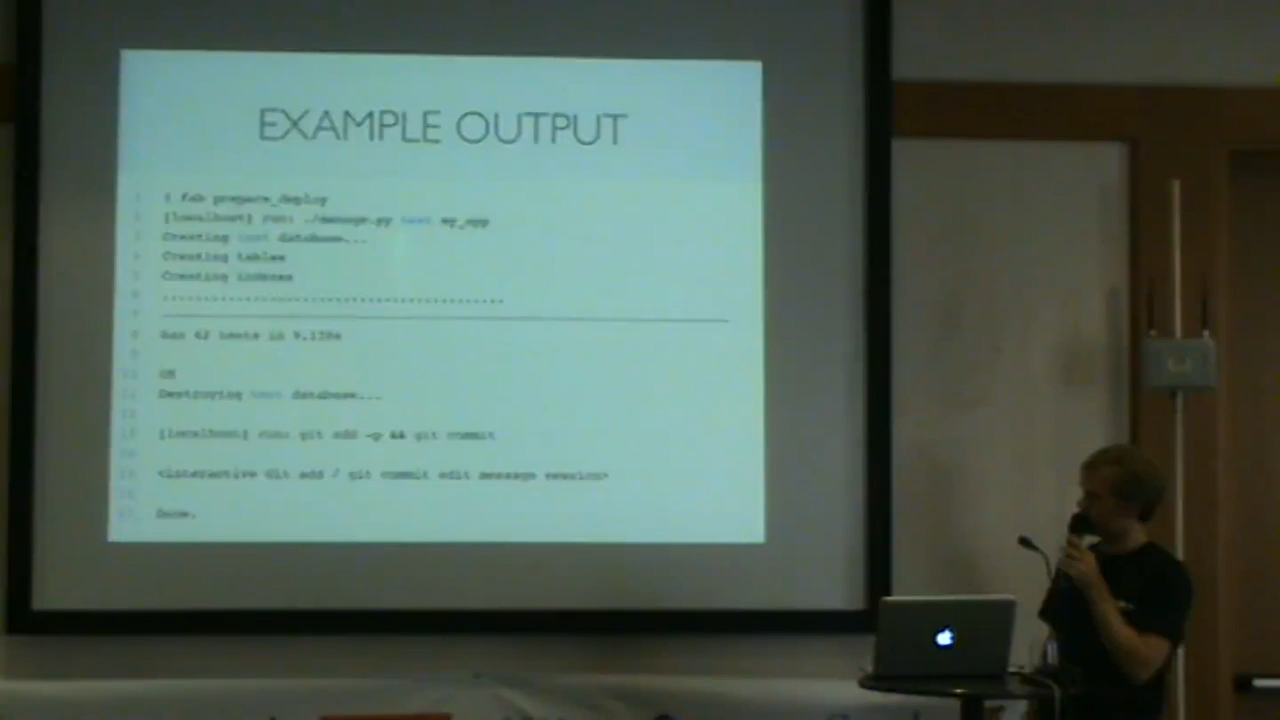 EXAMPLE OUTPUT
$ fab prepare_deploy
[localhost] run: ./manage.py test my_app
Creating test database...
Creating tables
Creating indexes
..........................................
Ran 42 tests in 9.138s
OK
Destroying test database...
[localhost] run: git add -p && git commit
<interactive Git add / git commit edit message session>
Done.